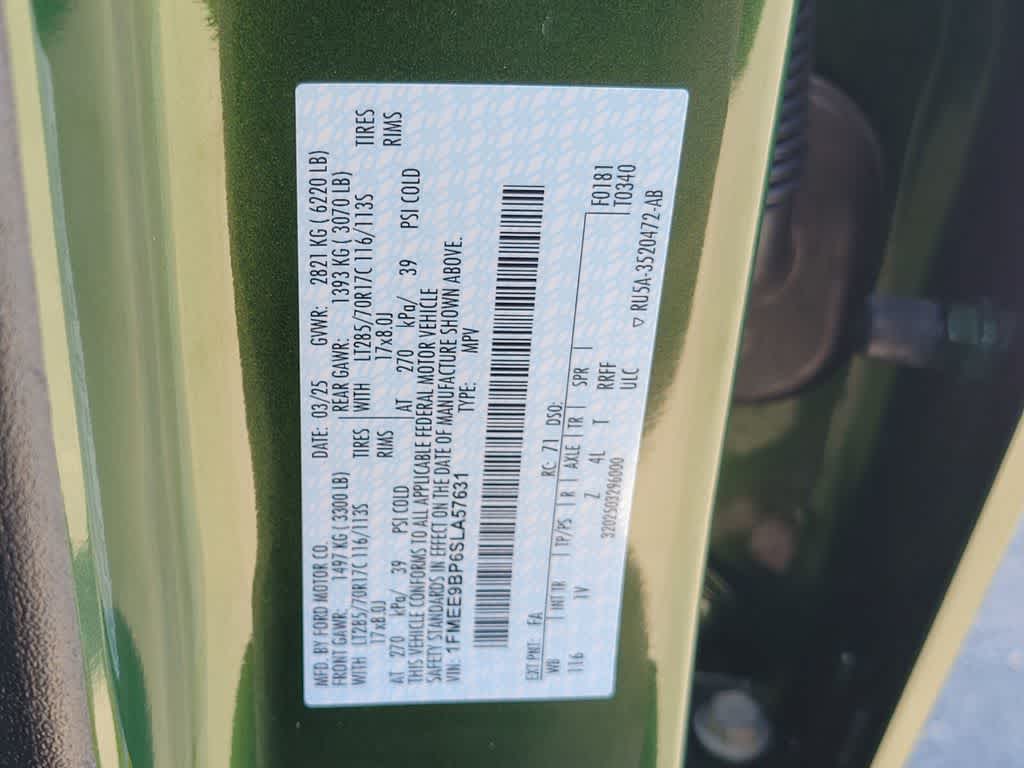 MFD. BY FORD MOTOR CO. DATE: 03/25 GVWR: 2821 KG ( 6220 LB)
FRONT GAWR: 1497 KG ( 3300 LB) REAR GAWR: 1393 KG ( 3070 LB)
WITH LT285/70R17C 116/113S TIRES WITH LT285/70R17C 116/113S TIRES
17x8.0J RIMS 17x8.0J RIMS
AT 270 kPa/ 39 PSI COLD AT 270 kPa/ 39 PSI COLD
THIS VEHICLE CONFORMS TO ALL APPLICABLE FEDERAL MOTOR VEHICLE
SAFETY STANDARDS IN EFFECT ON THE DATE OF MANUFACTURE SHOWN ABOVE.
VIN: 1FMEE9BP6SLA57631 TYPE: MPV
EXT PNT: FA RC: 71 DSO: F0181
WB INT TR TP/PS R AXLE TR SPR T0340
116 TV Z 4L T RRFF
3202503296000 ULC
▽ RU5A-3520472-AB